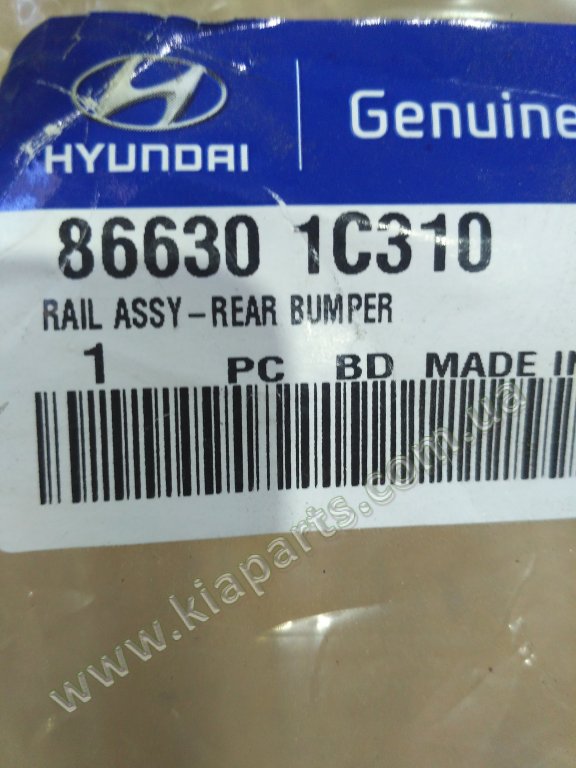 HYUNDAI
Genuine
86630 1C310
RAIL ASSY-REAR BUMPER
1 PC BD MADE IN
www.kiaparts.com.ua